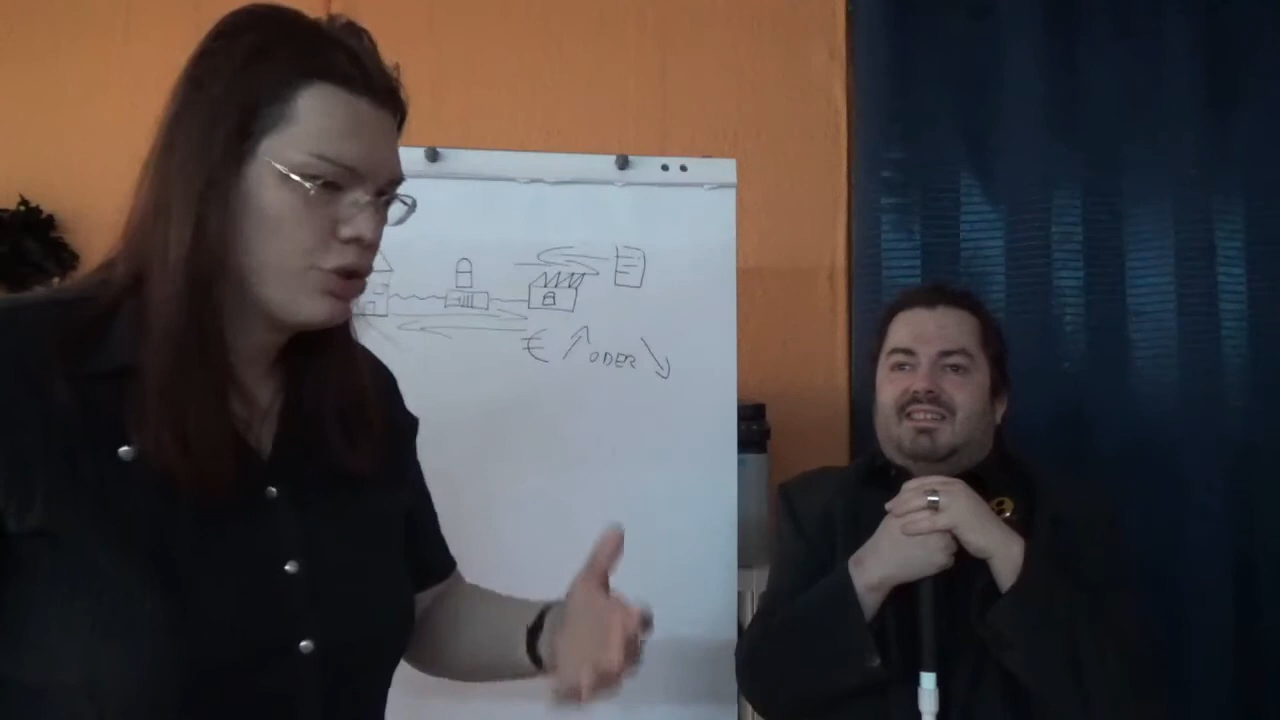 € ↑ ODER ↓